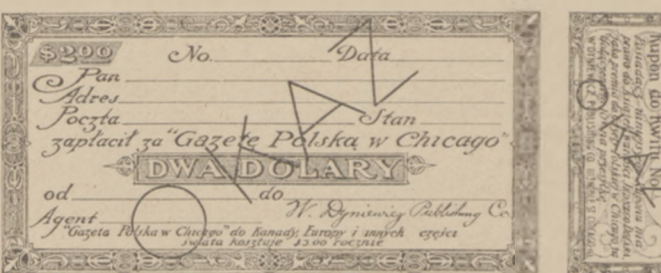 $2.00 No. Data
Pan
Adres
Poczta Stan
zapłacił za "Gazetę Polską w Chicago"
DWA DOLARY
od do
W. Dyniewicz Publishing Co.
Agent
"Gazeta Polska w Chicago" do Kanady, Europy i innych części
świata kosztuje $3.00 rocznie
OKAZ
Kupon do Kwitu No.